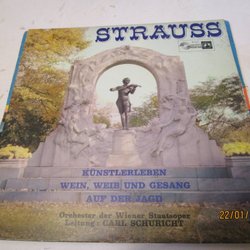 STRAUSS
KÜNSTLERLEBEN
WEIN, WEIB UND GESANG
AUF DER JAGD
Orchester der Wiener Staatsoper
Leitung: CARL SCHURICHT
22/01